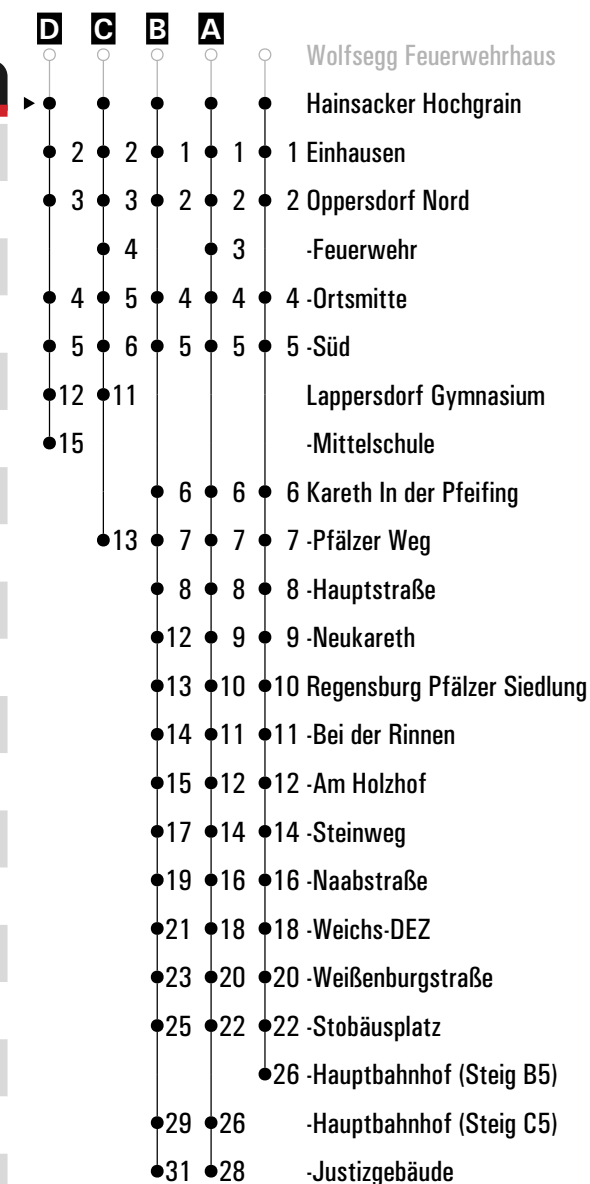 D C B A
Wolfsegg Feuerwehrhaus
Hainsacker Hochgrain
2 2 1 1 1 Einhausen
3 3 2 2 2 Oppersdorf Nord
4 3 -Feuerwehr
4 5 4 4 4 -Ortsmitte
5 6 5 5 5 -Süd
12 11 Lappersdorf Gymnasium
15 -Mittelschule
6 6 6 Kareth In der Pfeifing
13 7 7 7 -Pfälzer Weg
8 8 8 -Hauptstraße
12 9 9 -Neukareth
13 10 10 Regensburg Pfälzer Siedlung
14 11 11 -Bei der Rinnen
15 12 12 -Am Holzhof
17 14 14 -Steinweg
19 16 16 -Naabstraße
21 18 18 -Weichs-DEZ
23 20 20 -Weißenburgstraße
25 22 22 -Stobäusplatz
26 -Hauptbahnhof (Steig B5)
29 26 -Hauptbahnhof (Steig C5)
31 28 -Justizgebäude